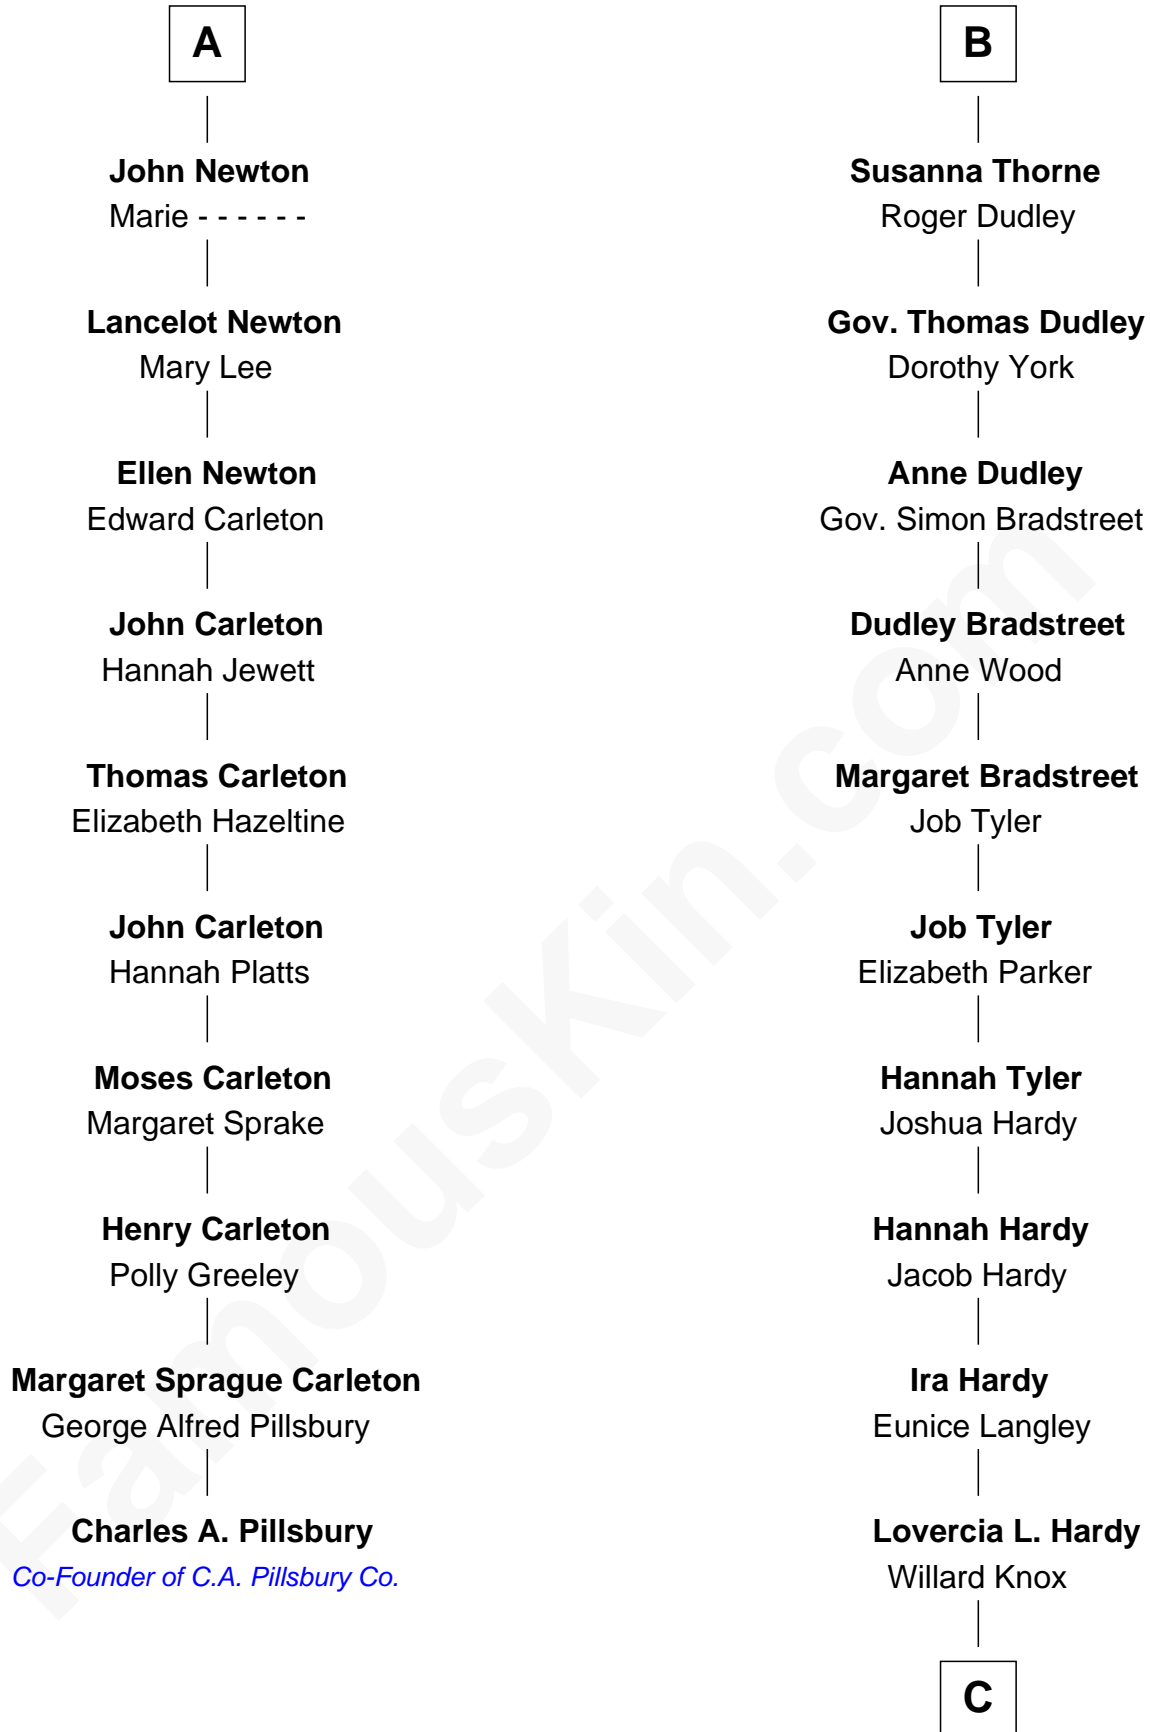 A
John Newton
Marie - - - - - -
Lancelot Newton
Mary Lee
Ellen Newton
Edward Carleton
John Carleton
Hannah Jewett
Thomas Carleton
Elizabeth Hazeltine
John Carleton
Hannah Platts
Moses Carleton
Margaret Sprake
Henry Carleton
Polly Greeley
Margaret Sprague Carleton
George Alfred Pillsbury
Charles A. Pillsbury
Co-Founder of C.A. Pillsbury Co.
B
Susanna Thorne
Roger Dudley
Gov. Thomas Dudley
Dorothy York
Anne Dudley
Gov. Simon Bradstreet
Dudley Bradstreet
Anne Wood
Margaret Bradstreet
Job Tyler
Job Tyler
Elizabeth Parker
Hannah Tyler
Joshua Hardy
Hannah Hardy
Jacob Hardy
Ira Hardy
Eunice Langley
Lovercia L. Hardy
Willard Knox
C
FamousKin.com